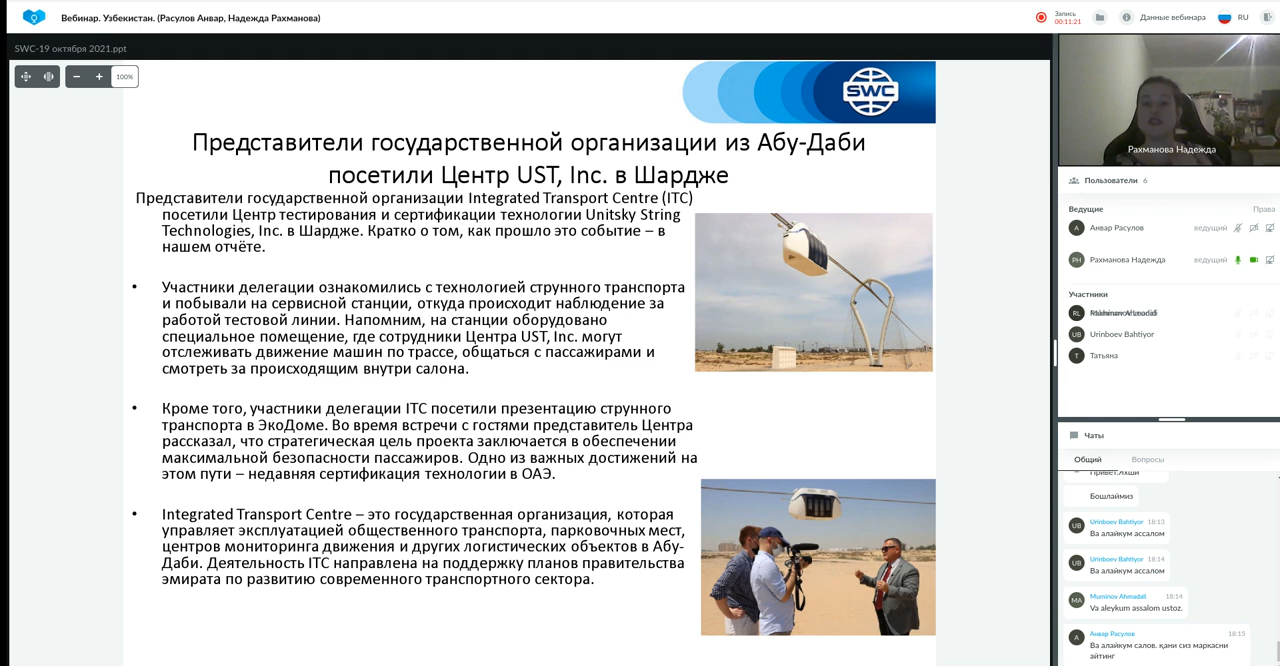 Вебинар. Узбекистан. (Расулов Анвар, Надежда Рахманова)
Запись
00:11:21
Данные вебинара
RU
SWC-19 октября 2021.ppt
100%
SWC
Представители государственной организации из Абу-Даби
посетили Центр UST, Inc. в Шардже
Представители государственной организации Integrated Transport Centre (ITC)
посетили Центр тестирования и сертификации технологии Unitsky String
Technologies, Inc. в Шардже. Кратко о том, как прошло это событие – в
нашем отчёте.
• Участники делегации ознакомились с технологией струнного транспорта
и побывали на сервисной станции, откуда происходит наблюдение за
работой тестовой линии. Напомним, на станции оборудовано
специальное помещение, где сотрудники Центра UST, Inc. могут
отслеживать движение машин по трассе, общаться с пассажирами и
смотреть за происходящим внутри салона.
• Кроме того, участники делегации ITC посетили презентацию струнного
транспорта в ЭкоДоме. Во время встречи с гостями представитель Центра
рассказал, что стратегическая цель проекта заключается в обеспечении
максимальной безопасности пассажиров. Одно из важных достижений на
этом пути – недавняя сертификация технологии в ОАЭ.
• Integrated Transport Centre – это государственная организация, которая
управляет эксплуатацией общественного транспорта, парковочных мест,
центров мониторинга движения и других логистических объектов в Абу-
Даби. Деятельность ITC направлена на поддержку планов правительства
эмирата по развитию современного транспортного сектора.
Рахманова Надежда
Пользователи 6
Ведущие Права
А Анвар Расулов ведущий
РН Рахманова Надежда ведущий
Участники
RL
UB Urinboev Bahtiyor
Т Татьяна
Чаты
Общий Вопросы
Привет.Яхши
Бошлаймиз
UB Urinboev Bahtiyor 18:13
Ва алайкум ассалом
UB Urinboev Bahtiyor 18:14
Ва алайкум ассалом
MA Muminov Ahmadali 18:14
Va aleykum assalom ustoz.
А Анвар Расулов 18:15
Ва алайкум салов. қани сиз маркасни
айтинг